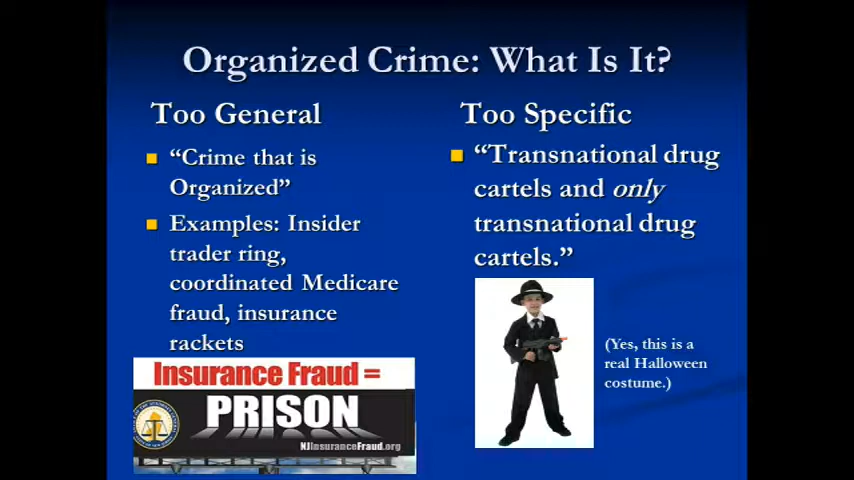 Organized Crime: What Is It?
Too General
"Crime that is
Organized"
Examples: Insider
trader ring,
coordinated Medicare
fraud, insurance
rackets
Insurance Fraud =
PRISON
NJInsuranceFraud.org
Too Specific
"Transnational drug
cartels and only
transnational drug
cartels."
(Yes, this is a
real Halloween
costume.)